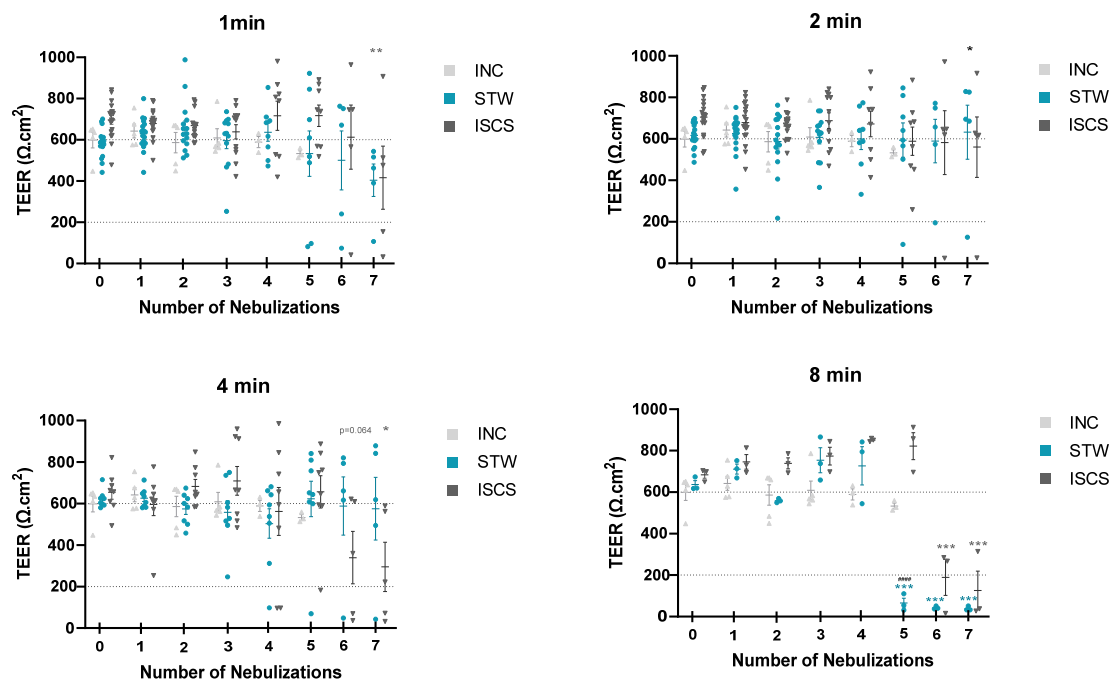 1min
**
1000
800
600
400
200
0
TEER (Ω.cm²)
0 1 2 3 4 5 6 7
Number of Nebulizations
INC
STW
ISCS
2 min
*
1000
800
600
400
200
0
TEER (Ω.cm²)
0 1 2 3 4 5 6 7
Number of Nebulizations
INC
STW
ISCS
4 min
p=0.064
*
1000
800
600
400
200
0
TEER (Ω.cm²)
0 1 2 3 4 5 6 7
Number of Nebulizations
INC
STW
ISCS
8 min
1000
800
600
400
200
0
TEER (Ω.cm²)
***
***
####
***
***
***
0 1 2 3 4 5 6 7
Number of Nebulizations
INC
STW
ISCS